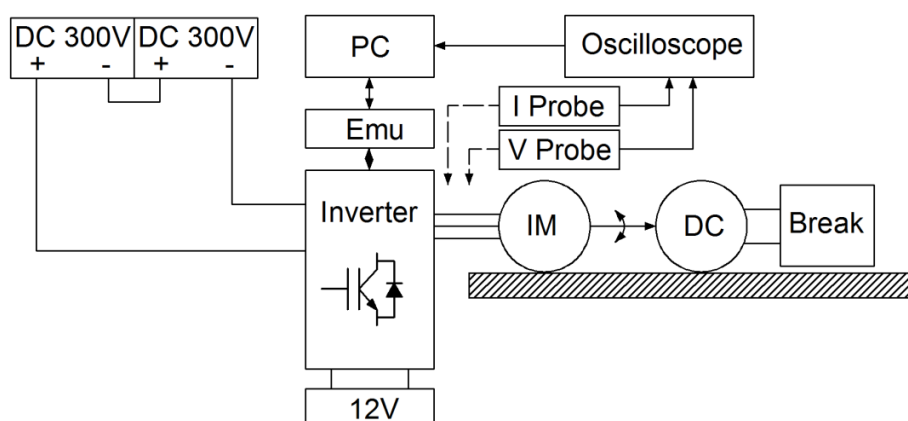 DC 300V DC 300V
+ - + -
PC
Oscilloscope
I Probe
Emu
V Probe
Inverter
IM
DC
Break
12V